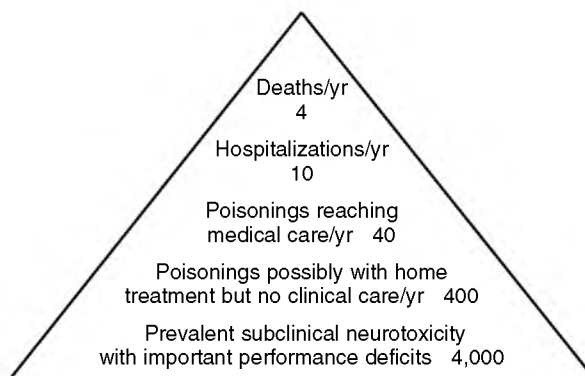 Deaths/yr
4
Hospitalizations/yr
10
Poisonings reaching
medical care/yr 40
Poisonings possibly with home
treatment but no clinical care/yr 400
Prevalent subclinical neurotoxicity
with important performance deficits 4,000